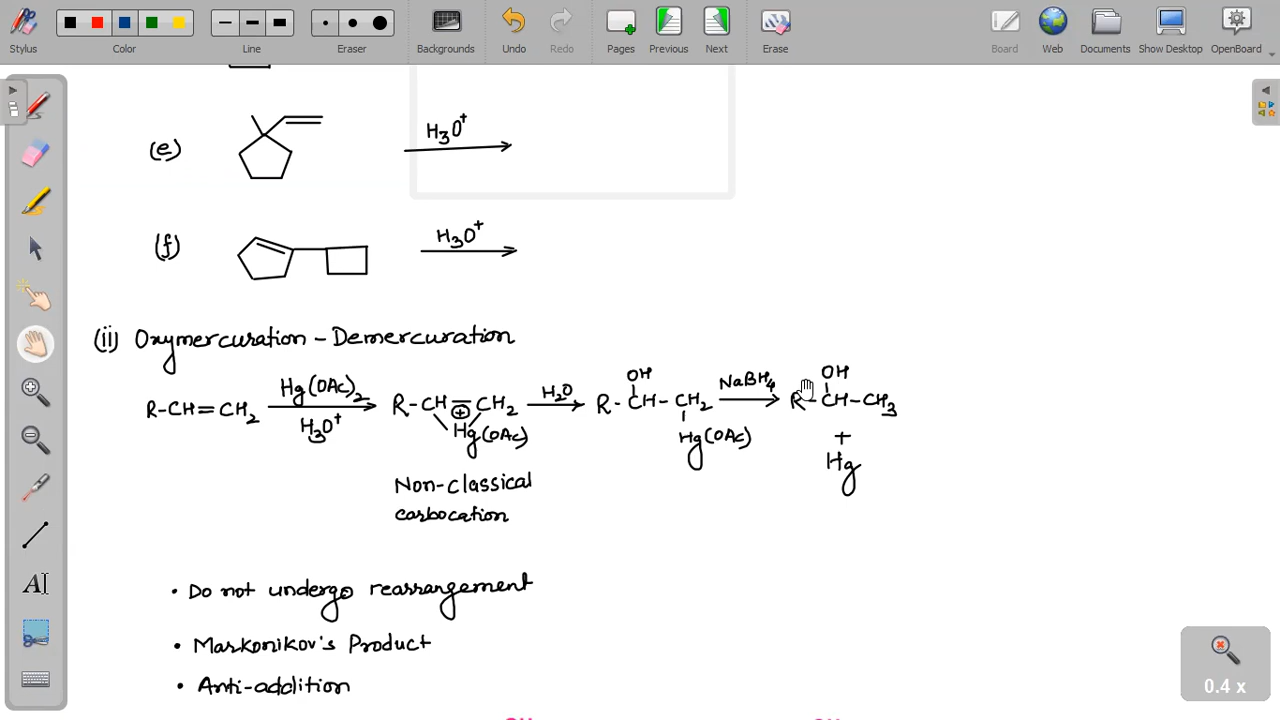 Stylus Color Line Eraser Backgrounds Undo Redo Pages Previous Next Erase Board Web Documents Show Desktop OpenBoard
(e) H3O+
(f) H3O+
(ii) Oxymercuration - Demercuration
R-CH=CH2 Hg(OAc)2 H3O+ R-CH CH2 + Hg(OAc) H2O R-CH-CH2 OH Hg(OAc) NaBH4 R-CH-CH3 OH
+
Hg
Non-classical
carbocation
• Do not undergo rearrangement
• Markonikov's Product
• Anti-addition
0.4 x